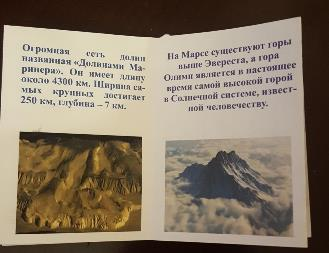 Огромная сеть долин
названная «Долинами Ма-
ринера». Он имеет длину
около 4300 км. Ширина са-
мых крупных достигает
250 км, глубина – 7 км.
На Марсе существуют горы
выше Эвереста, а гора
Олимп является в настоящее
время самой высокой горой
в Солнечной системе, извест-
ной человечеству.